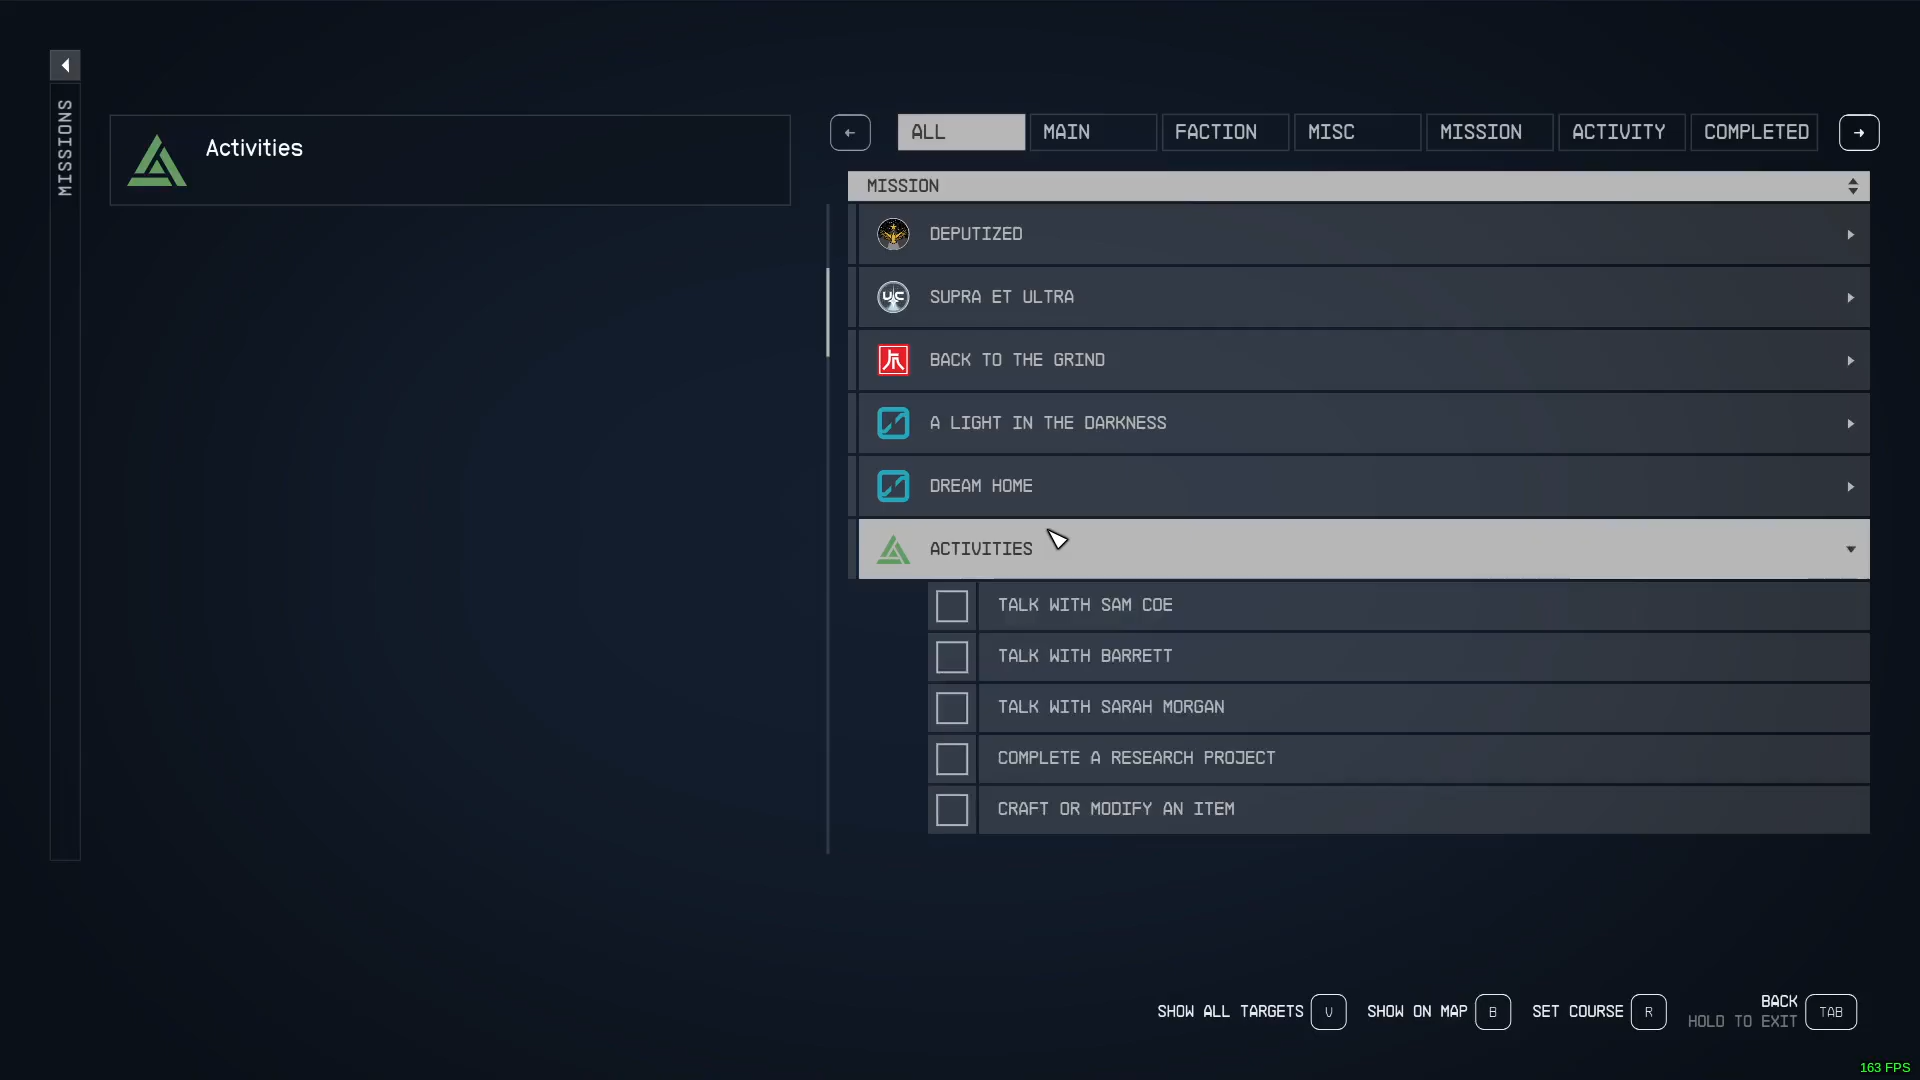 MISSIONS
Activities
ALL
MAIN
FACTION
MISC
MISSION
ACTIVITY
COMPLETED
MISSION
DEPUTIZED
UC
SUPRA ET ULTRA
BACK TO THE GRIND
A LIGHT IN THE DARKNESS
DREAM HOME
ACTIVITIES
TALK WITH SAM COE
TALK WITH BARRETT
TALK WITH SARAH MORGAN
COMPLETE A RESEARCH PROJECT
CRAFT OR MODIFY AN ITEM
SHOW ALL TARGETS V
SHOW ON MAP B
SET COURSE R
BACK
HOLD TO EXIT
TAB
163 FPS